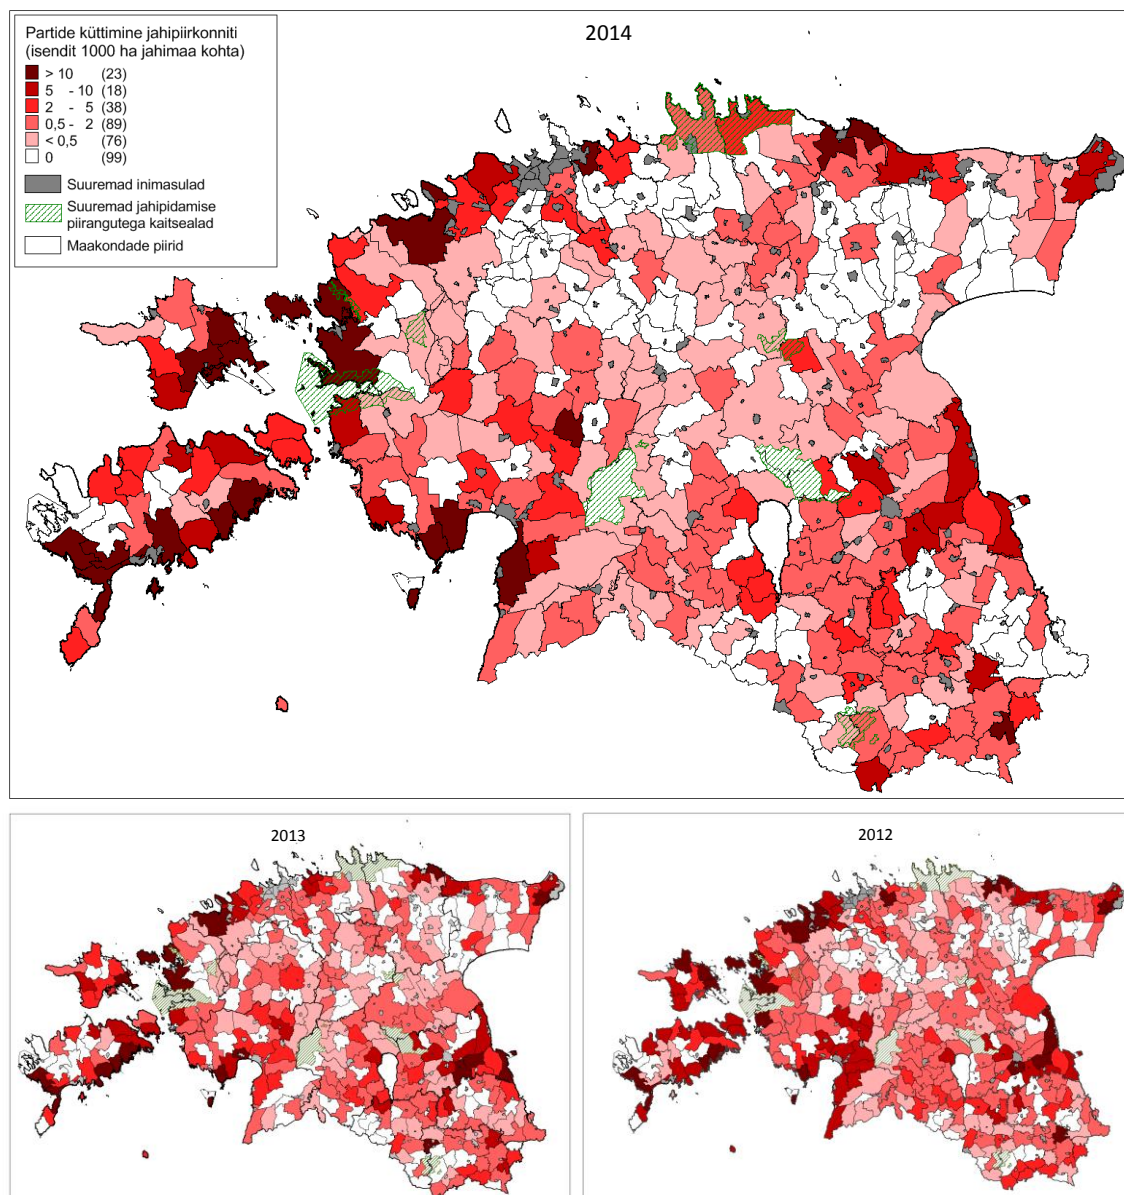 2014
Partide küttimine jahipiirkonniti
(isendit 1000 ha jahimaa kohta)
> 10 (23)
5 - 10 (18)
2 - 5 (38)
0,5 - 2 (89)
< 0,5 (76)
0 (99)
Suuremad inimasulad
Suuremad jahipidamise
piirangutega kaitsealad
Maakondade piirid
2013
2012